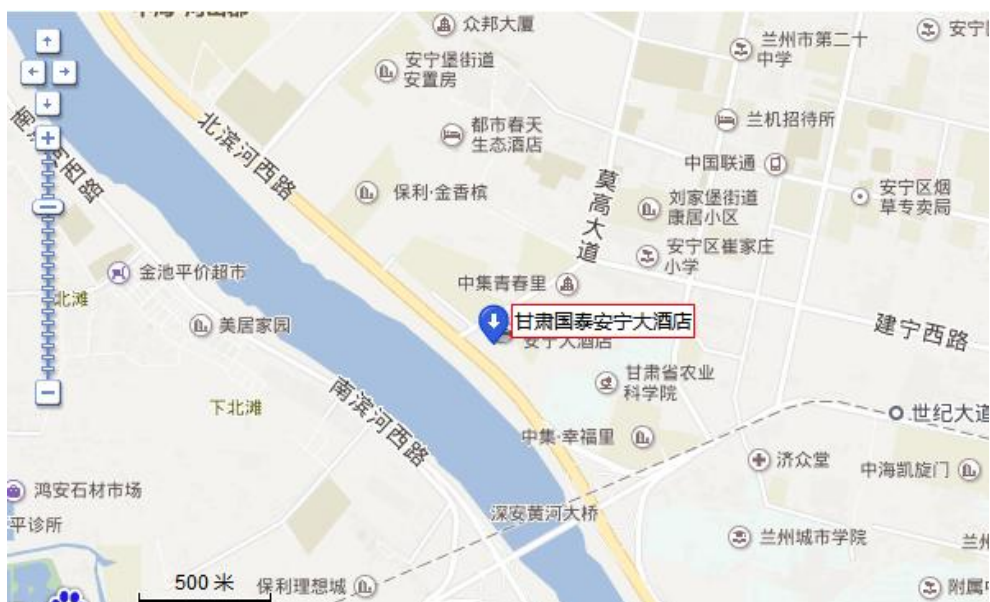 众邦大厦
安宁堡街道
安置房
兰州市第二十
中学
安宁
都市春天
生态酒店
兰机招待所
北滨河西路
中国联通
莫高大道
保利·金香槟
刘家堡街道
康居小区
安宁区烟
草专卖局
安宁区崔家庄
小学
金池平价超市
中集青春里
北滩
美居家园
甘肃国泰安宁大酒店
安宁大酒店
建宁西路
甘肃省农业
科学院
南滨河西路
下北滩
世纪大道
中集·幸福里
济众堂
中海凯旋门
鸿安石材市场
平诊所
深安黄河大桥
兰州城市学院
兰州
500 米
保利理想城
附属中